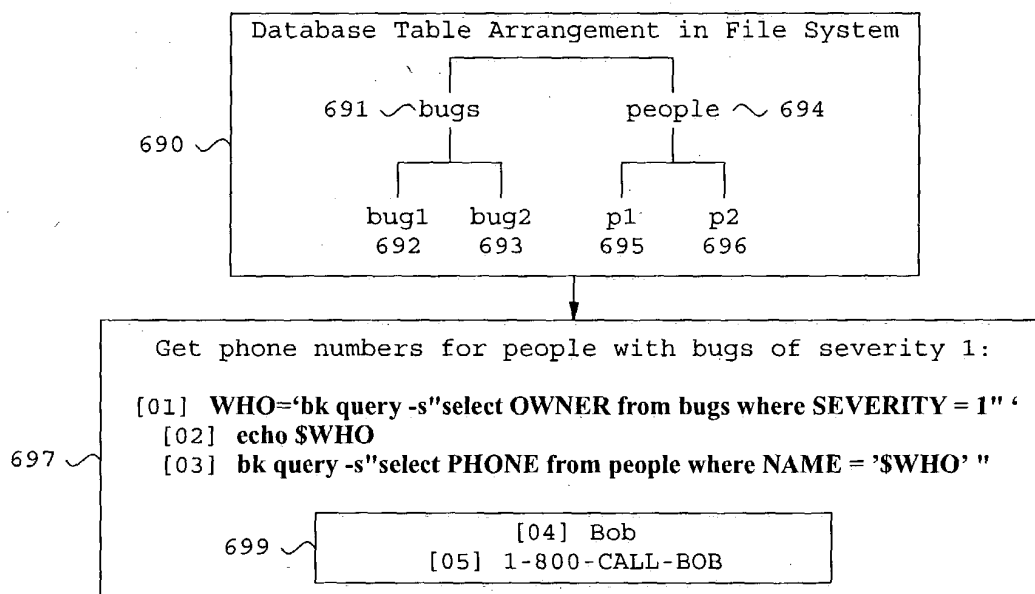 Database Table Arrangement in File System
691 bugs people 694
690
bug1 bug2 p1 p2
692 693 695 696
Get phone numbers for people with bugs of severity 1:
[01] WHO=‘bk query -s"select OWNER from bugs where SEVERITY = 1" ‘
[02] echo $WHO
697
[03] bk query -s"select PHONE from people where NAME = '$WHO’ "
[04] Bob
699
[05] 1-800-CALL-BOB